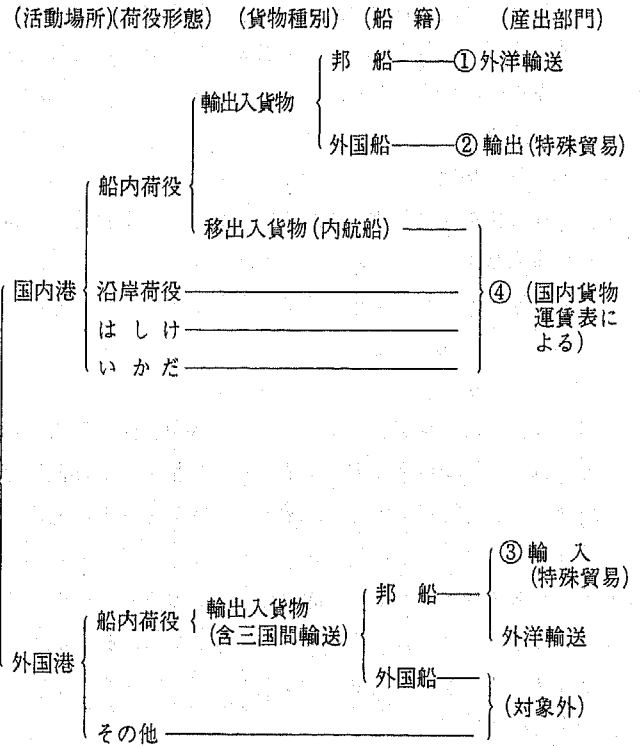 (活動場所)(荷役形態) (貨物種別) (船 籍) (産出部門)
邦 船 ①外洋輸送
輸出入貨物
外国船 ②輸出(特殊貿易)
船内荷役
移出入貨物(内航船)
国内港 沿岸荷役 ④ (国内貨物
運賃表に
よる)
は し け
い か だ
③輸 入
(特殊貿易)
邦 船
船内荷役 輸出入貨物
(含三国間輸送)
外洋輸送
外国港
外国船
(対象外)
その他